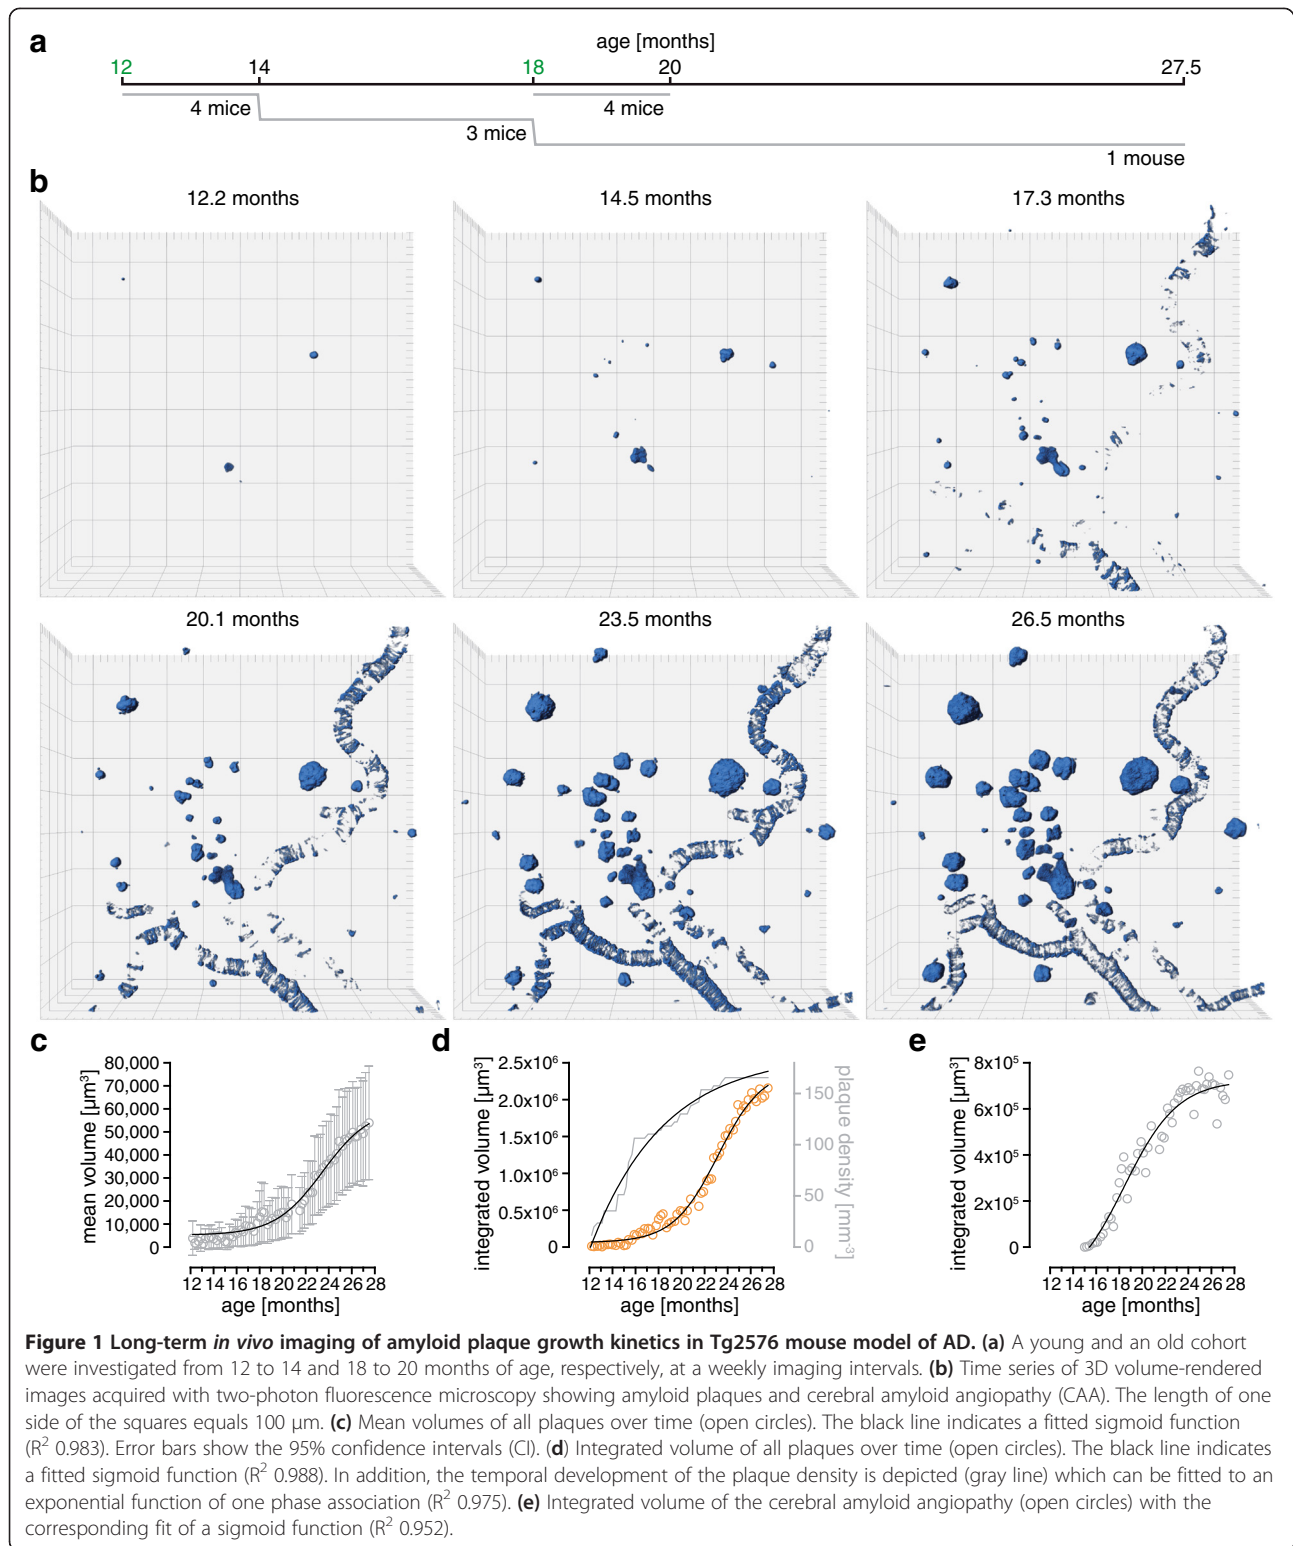 a
age [months]
12 14 18 20 27.5
4 mice 4 mice
3 mice
1 mouse
b
12.2 months 14.5 months 17.3 months
20.1 months 23.5 months 26.5 months
c
mean volume [µm³]
80,000
70,000
60,000
50,000
40,000
30,000
20,000
10,000
0
12 14 16 18 20 22 24 26 28
age [months]
d
integrated volume [µm³]
2.5x10⁶
2.0x10⁶
1.5x10⁶
1.0x10⁶
0.5x10⁶
0
150
100
50
0
plaque density [mm⁻³]
12 14 16 18 20 22 24 26 28
age [months]
e
integrated volume [µm³]
8x10⁵
6x10⁵
4x10⁵
2x10⁵
0
12 14 16 18 20 22 24 26 28
age [months]
Figure 1 Long-term in vivo imaging of amyloid plaque growth kinetics in Tg2576 mouse model of AD. (a) A young and an old cohort
were investigated from 12 to 14 and 18 to 20 months of age, respectively, at a weekly imaging intervals. (b) Time series of 3D volume-rendered
images acquired with two-photon fluorescence microscopy showing amyloid plaques and cerebral amyloid angiopathy (CAA). The length of one
side of the squares equals 100 μm. (c) Mean volumes of all plaques over time (open circles). The black line indicates a fitted sigmoid function
(R² 0.983). Error bars show the 95% confidence intervals (CI). (d) Integrated volume of all plaques over time (open circles). The black line indicates
a fitted sigmoid function (R² 0.988). In addition, the temporal development of the plaque density is depicted (gray line) which can be fitted to an
exponential function of one phase association (R² 0.975). (e) Integrated volume of the cerebral amyloid angiopathy (open circles) with the
corresponding fit of a sigmoid function (R² 0.952).